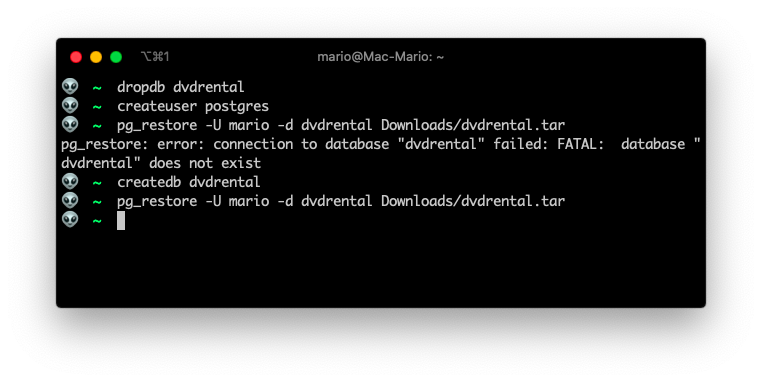 ⌥⌘1 mario@Mac-Mario: ~
👽 ~ dropdb dvdrental
👽 ~ createuser postgres
👽 ~ pg_restore -U mario -d dvdrental Downloads/dvdrental.tar
pg_restore: error: connection to database "dvdrental" failed: FATAL:  database "
dvdrental" does not exist
👽 ~ createdb dvdrental
👽 ~ pg_restore -U mario -d dvdrental Downloads/dvdrental.tar
👽 ~